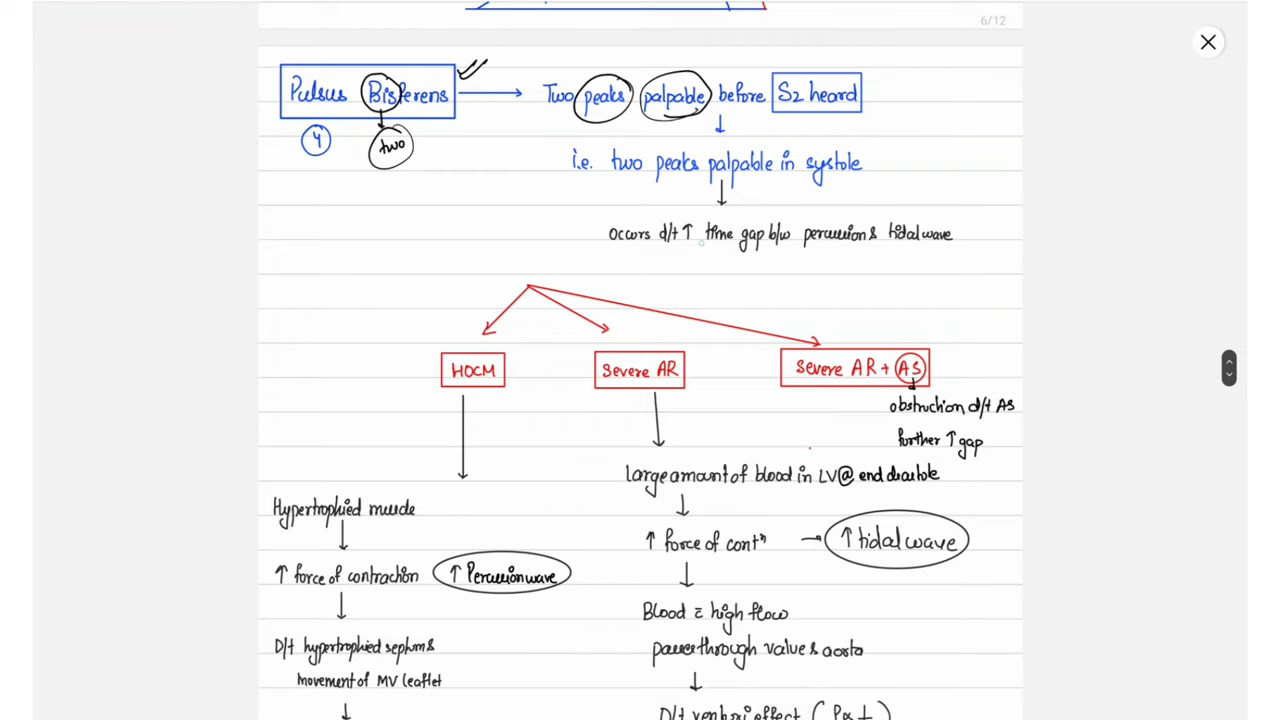 6/12
Pulsus Bisferens → Two peaks palpable before S2 heard
4
two
i.e. two peaks palpable in systole
occurs d/t ↑ time gap b/w percussion & tidal wave
HOCM
Severe AR
Severe AR + AS
obstruction d/t AS
further ↑ gap
Large amount of blood in LV @ end diastole
Hypertrophied muscle
↑ force of contⁿ → ↑ tidal wave
↑ force of contraction
↑ Percussion wave
Blood c̄ high flow
D/t hypertrophied septum &
passes through valve & aorta
movement of MV leaflet
D/t venturi effect (P∝